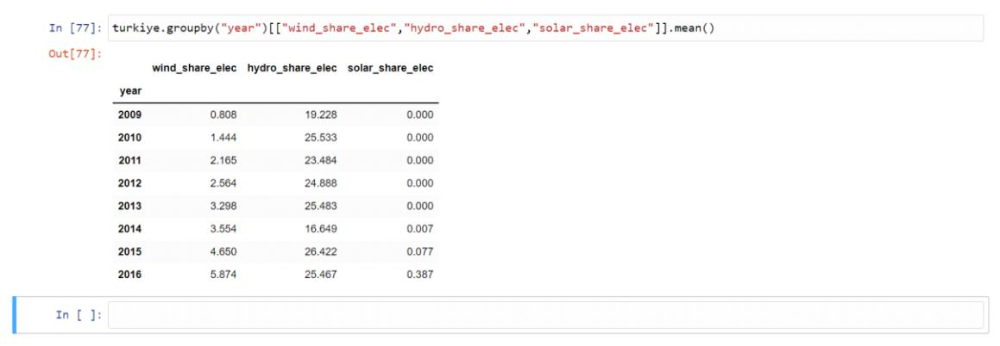 In [77]: turkiye.groupby("year")[["wind_share_elec","hydro_share_elec","solar_share_elec"]].mean()
Out[77]:
wind_share_elec hydro_share_elec solar_share_elec
year
2009 0.808 19.228 0.000
2010 1.444 25.533 0.000
2011 2.165 23.484 0.000
2012 2.564 24.888 0.000
2013 3.298 25.483 0.000
2014 3.554 16.649 0.007
2015 4.650 26.422 0.077
2016 5.874 25.467 0.387
In [ ]: